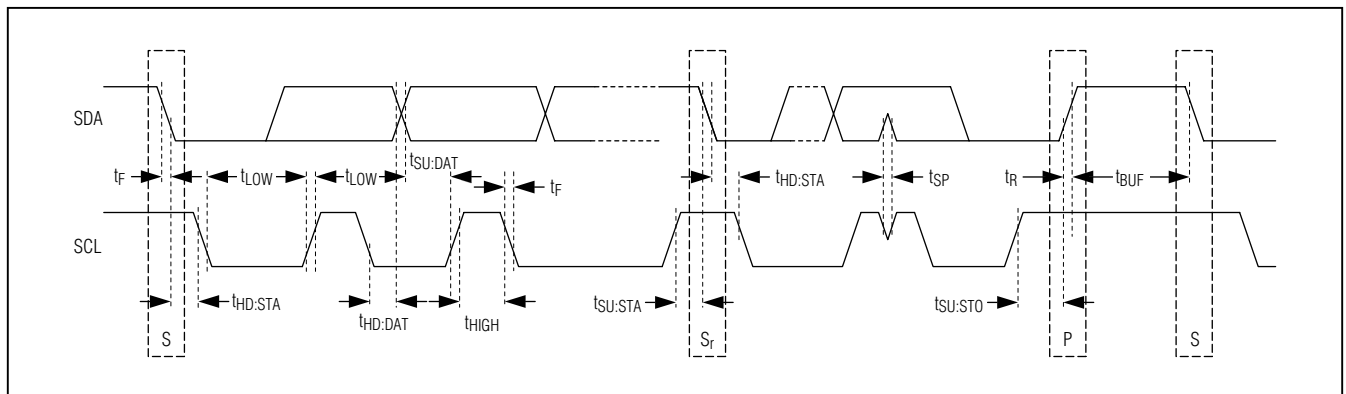 SDA
tF
tLOW
tLOW
tSU:DAT
tF
tHD:STA
tSP
tR
tBUF
SCL
tHD:STA
tHD:DAT
tHIGH
tSU:STA
tSU:STO
S
Sr
P
S